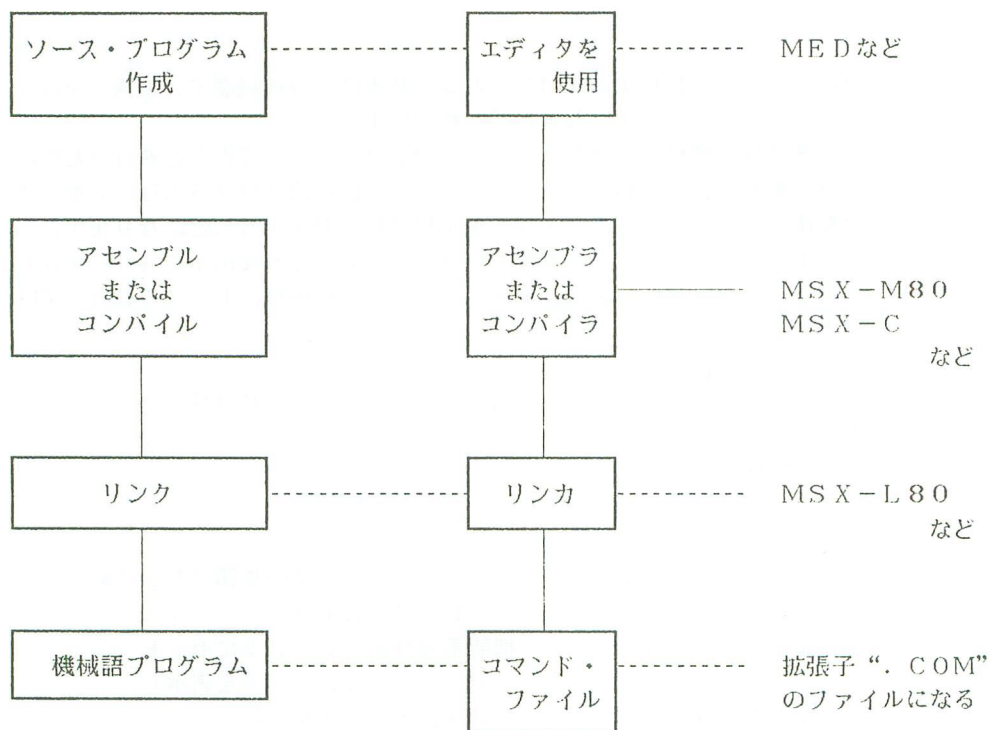 ソース・プログラム
作成
エディタを
使用
MEDなど
アセンブル
または
コンパイル
アセンブラ
または
コンパイラ
MSX−M80
MSX−C
など
リンク
リンカ
MSX−L80
など
機械語プログラム
コマンド・
ファイル
拡張子“．COM”
のファイルになる